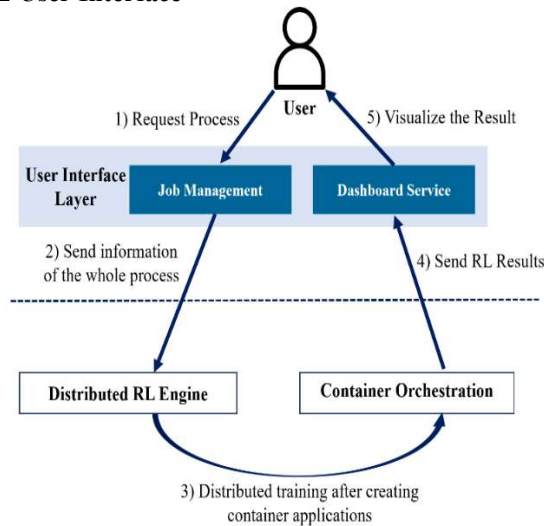 User Interface
User
1) Request Process
5) Visualize the Result
User Interface
Layer
Job Management
Dashboard Service
2) Send information
of the whole process
4) Send RL Results
Distributed RL Engine
Container Orchestration
3) Distributed training after creating
container applications